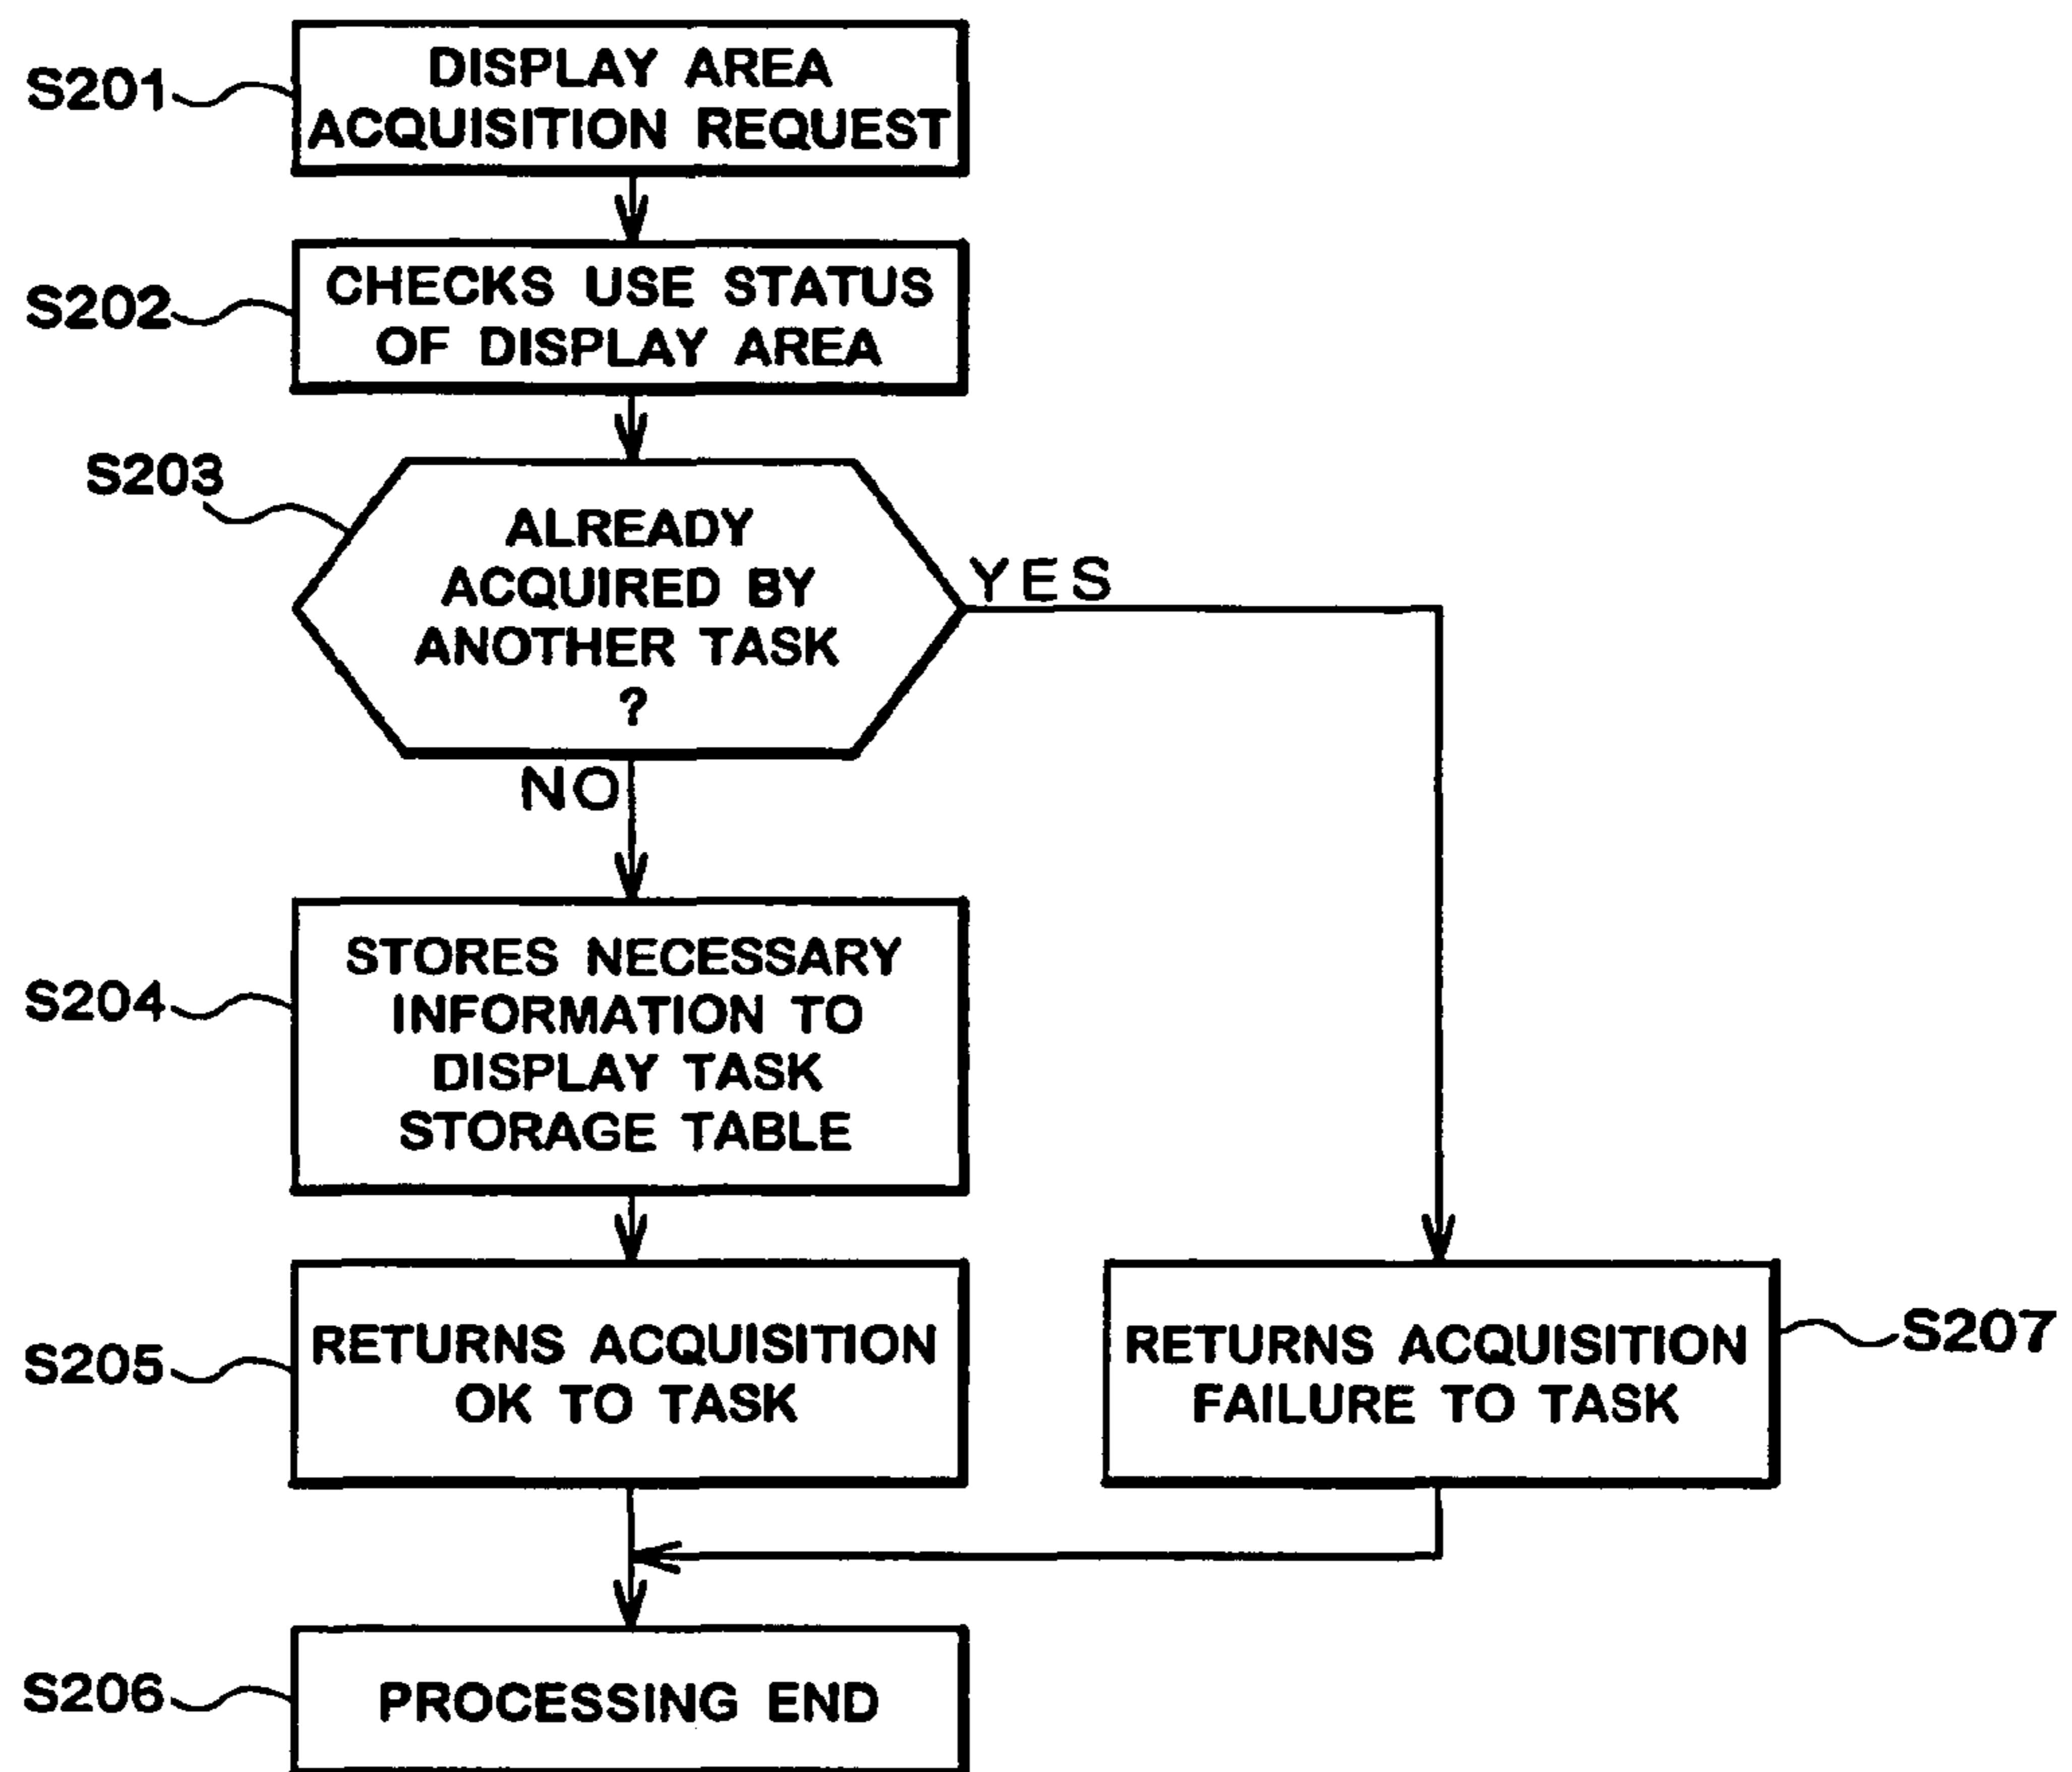 S201
DISPLAY AREA
ACQUISITION REQUEST
S202
CHECKS USE STATUS
OF DISPLAY AREA
S203
ALREADY
ACQUIRED BY
ANOTHER TASK
?
YES
NO
S204
STORES NECESSARY
INFORMATION TO
DISPLAY TASK
STORAGE TABLE
S205
RETURNS ACQUISITION
OK TO TASK
RETURNS ACQUISITION
FAILURE TO TASK
S207
S206
PROCESSING END